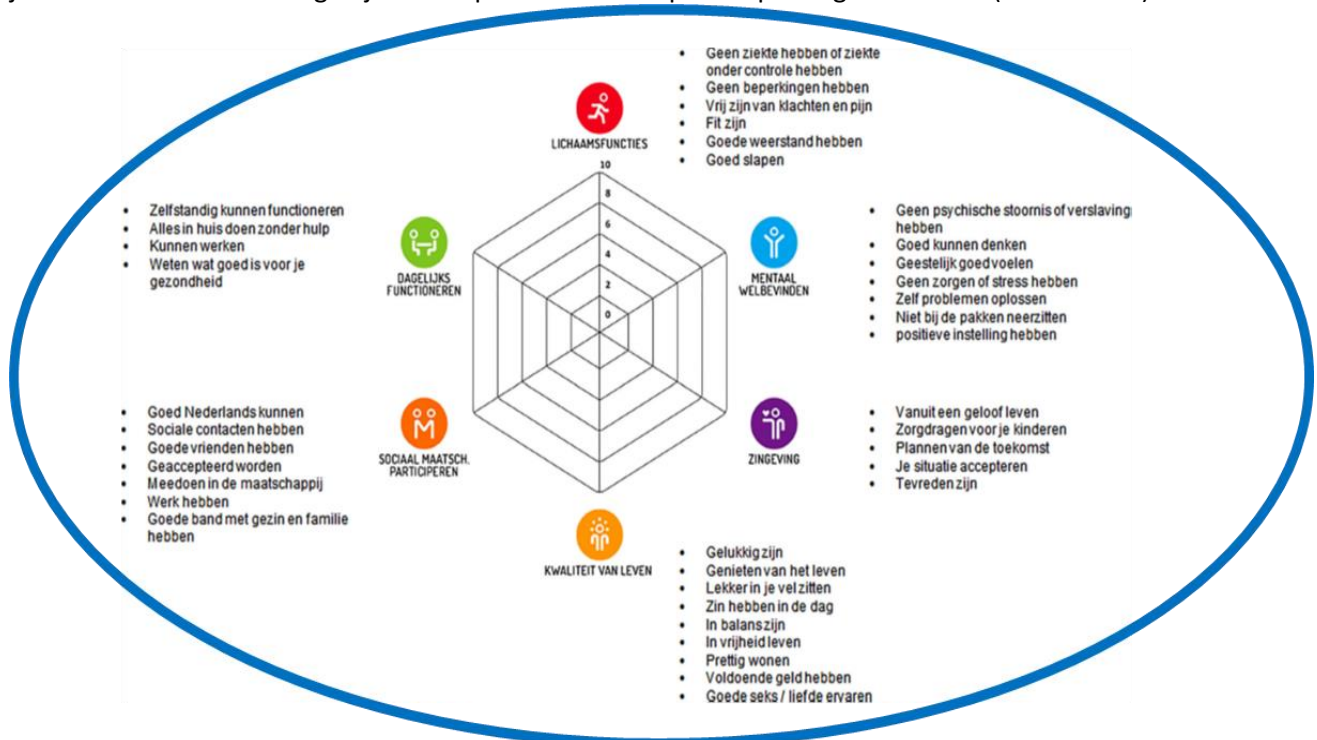 Geen ziekte hebben of ziekte
onder controle hebben
Geen beperkingen hebben
Vrij zijn van klachten en pijn
Fit zijn
Goede weerstand hebben
Goed slapen
LICHAAMSFUNCTIES
10
8
6
4
2
0
Zelfstandig kunnen functioneren
Alles in huis doen zonder hulp
Kunnen werken
Weten wat goed is voor je
gezondheid
DAGELIJKS
FUNCTIONEREN
MENTAAL
WELBEVINDEN
Geen psychische stoornis of verslaving
hebben
Goed kunnen denken
Geestelijk goed voelen
Geen zorgen of stress hebben
Zelf problemen oplossen
Niet bij de pakken neerzitten
positieve instelling hebben
Goed Nederlands kunnen
Sociale contacten hebben
Goede vrienden hebben
Geaccepteerd worden
Meedoen in de maatschappij
Werk hebben
Goede band met gezin en familie
hebben
SOCIAAL MAATSCH.
PARTICIPEREN
ZINGEVING
Vanuit een geloof leven
Zorgdragen voor je kinderen
Plannen van de toekomst
Je situatie accepteren
Tevreden zijn
KWALITEIT VAN LEVEN
Gelukkig zijn
Genieten van het leven
Lekker in je vel zitten
Zin hebben in de dag
In balans zijn
In vrijheid leven
Prettig wonen
Voldoende geld hebben
Goede seks / liefde ervaren